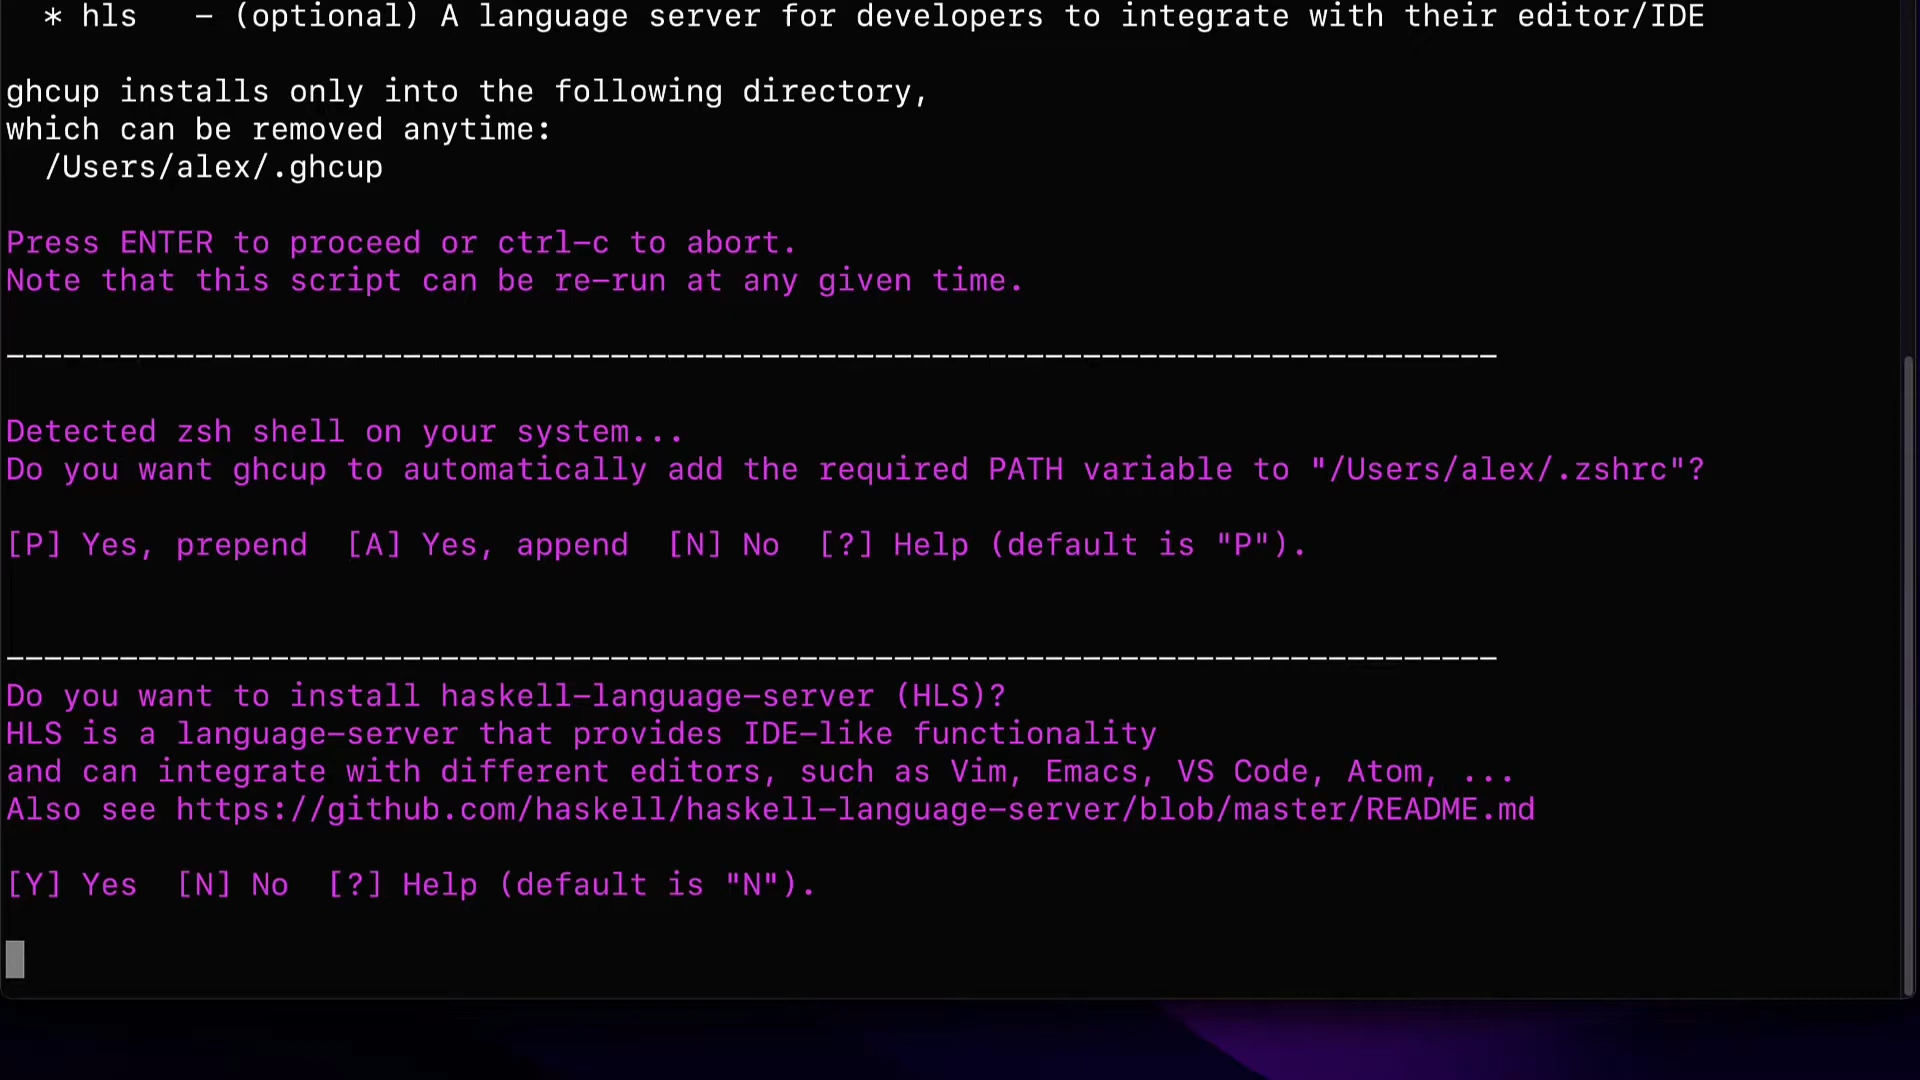 * hls   - (optional) A language server for developers to integrate with their editor/IDE
ghcup installs only into the following directory,
which can be removed anytime:
/Users/alex/.ghcup
Press ENTER to proceed or ctrl-c to abort.
Note that this script can be re-run at any given time.
-------------------------------------------------------------------------------
Detected zsh shell on your system...
Do you want ghcup to automatically add the required PATH variable to "/Users/alex/.zshrc"?
[P] Yes, prepend  [A] Yes, append  [N] No  [?] Help (default is "P").
-------------------------------------------------------------------------------
Do you want to install haskell-language-server (HLS)?
HLS is a language-server that provides IDE-like functionality
and can integrate with different editors, such as Vim, Emacs, VS Code, Atom, ...
Also see https://github.com/haskell/haskell-language-server/blob/master/README.md
[Y] Yes  [N] No  [?] Help (default is "N").